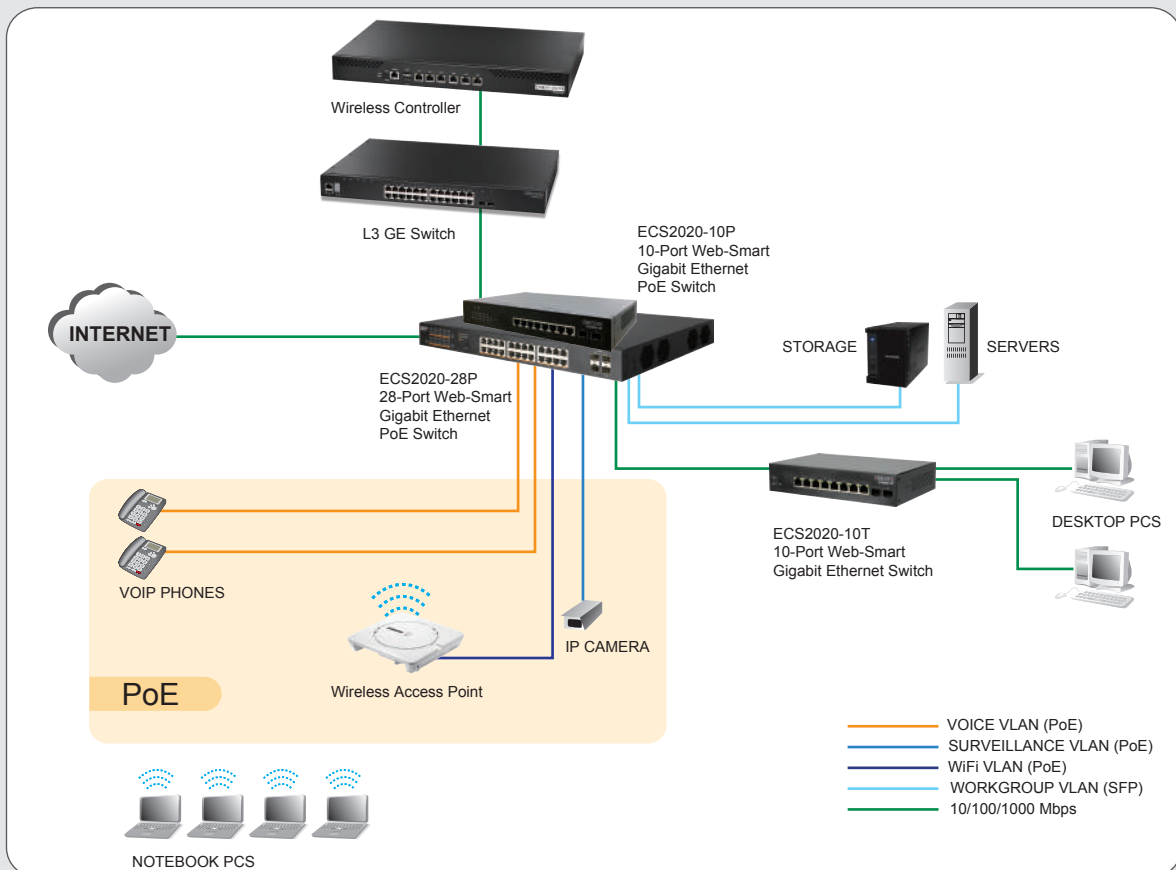 Wireless Controller
L3 GE Switch
ECS2020-10P
10-Port Web-Smart
Gigabit Ethernet
PoE Switch
INTERNET
STORAGE
SERVERS
ECS2020-28P
28-Port Web-Smart
Gigabit Ethernet
PoE Switch
DESKTOP PCS
ECS2020-10T
10-Port Web-Smart
Gigabit Ethernet Switch
VOIP PHONES
IP CAMERA
Wireless Access Point
PoE
VOICE VLAN (PoE)
SURVEILLANCE VLAN (PoE)
WiFi VLAN (PoE)
WORKGROUP VLAN (SFP)
10/100/1000 Mbps
NOTEBOOK PCS